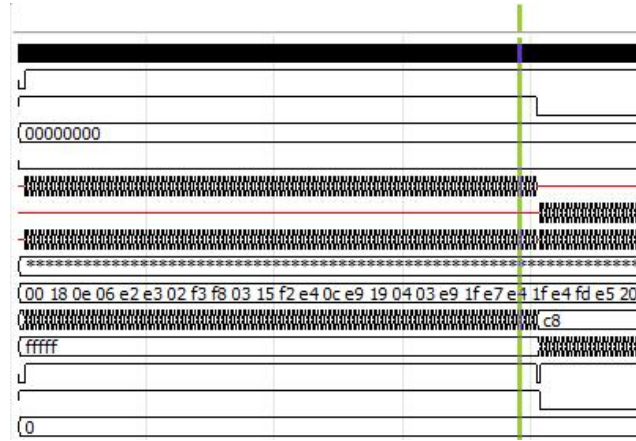 00000000
************************************************
00 18 0e 06 e2 e3 02 f3 f8 03 15 f2 e4 0c e9 19 04 03 e9 1f e7 e4 1f e4 fd e5 20
c8
fffff
0